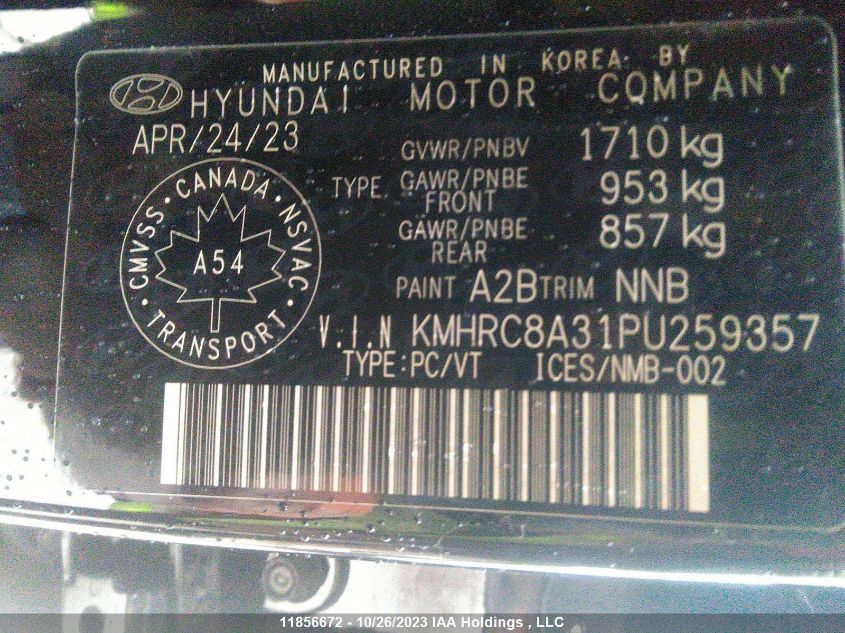 MANUFACTURED IN KOREA BY
HYUNDAI MOTOR COMPANY
APR/24/23
GVWR/PNBV 1710 kg
TYPE GAWR/PNBE FRONT 953 kg
GAWR/PNBE REAR 857 kg
CMVSS · CANADA · NSVAC · TRANSPORT ·
A54
PAINT A2B TRIM NNB
V.I.N KMHRC8A31PU259357
TYPE:PC/VT ICES/NMB-002
11856672 - 10/26/2023 IAA Holdings , LLC